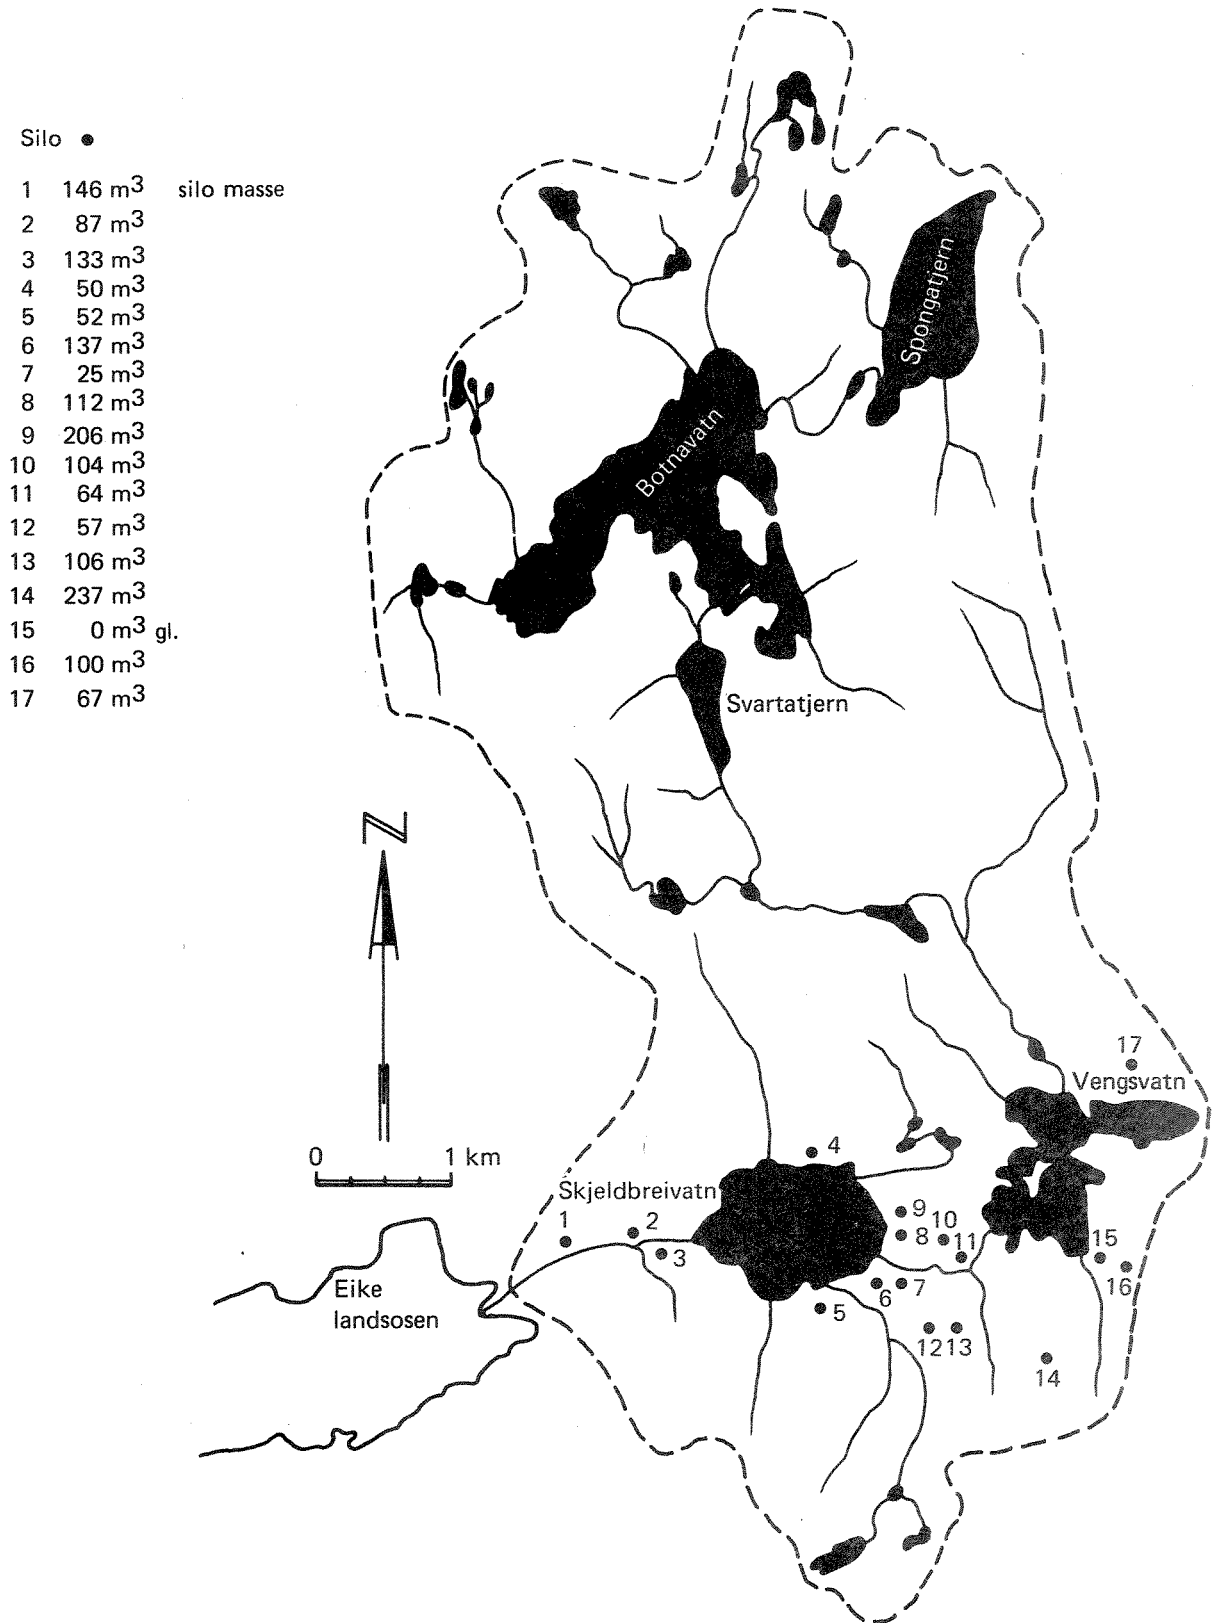 Silo ●
1 146 m³ silo masse
2 87 m³
3 133 m³
4 50 m³
5 52 m³
6 137 m³
7 25 m³
8 112 m³
9 206 m³
10 104 m³
11 64 m³
12 57 m³
13 106 m³
14 237 m³
15 0 m³ gl.
16 100 m³
17 67 m³
Spongatjern
Botnavatn
Svartatjern
N
17
Vengsvatn
0 1 km
4
Skjeldbreivatn
1
2
3
9
10
8
11
15
16
6
7
5
Eike
landsosen
12 13
14